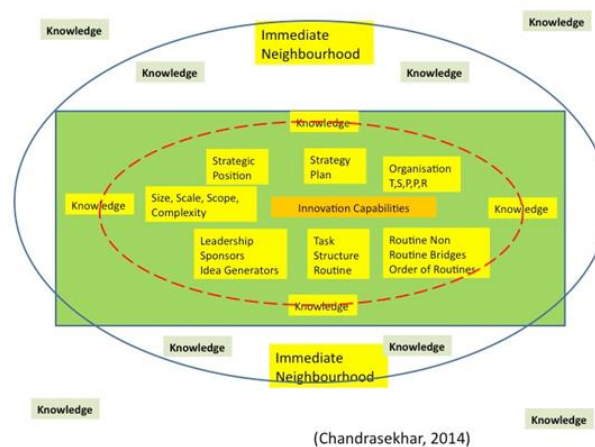 Knowledge
Knowledge
Immediate
Neighbourhood
Knowledge
Knowledge
Knowledge
Strategic
Position
Strategy
Plan
Organisation
T,S,P,P,R
Knowledge
Size, Scale, Scope,
Complexity
Innovation Capabilities
Knowledge
Leadership
Sponsors
Idea Generators
Task
Structure
Routine
Routine Non
Routine Bridges
Order of Routines
Knowledge
Knowledge
Knowledge
Immediate
Neighbourhood
Knowledge
Knowledge
(Chandrasekhar, 2014)